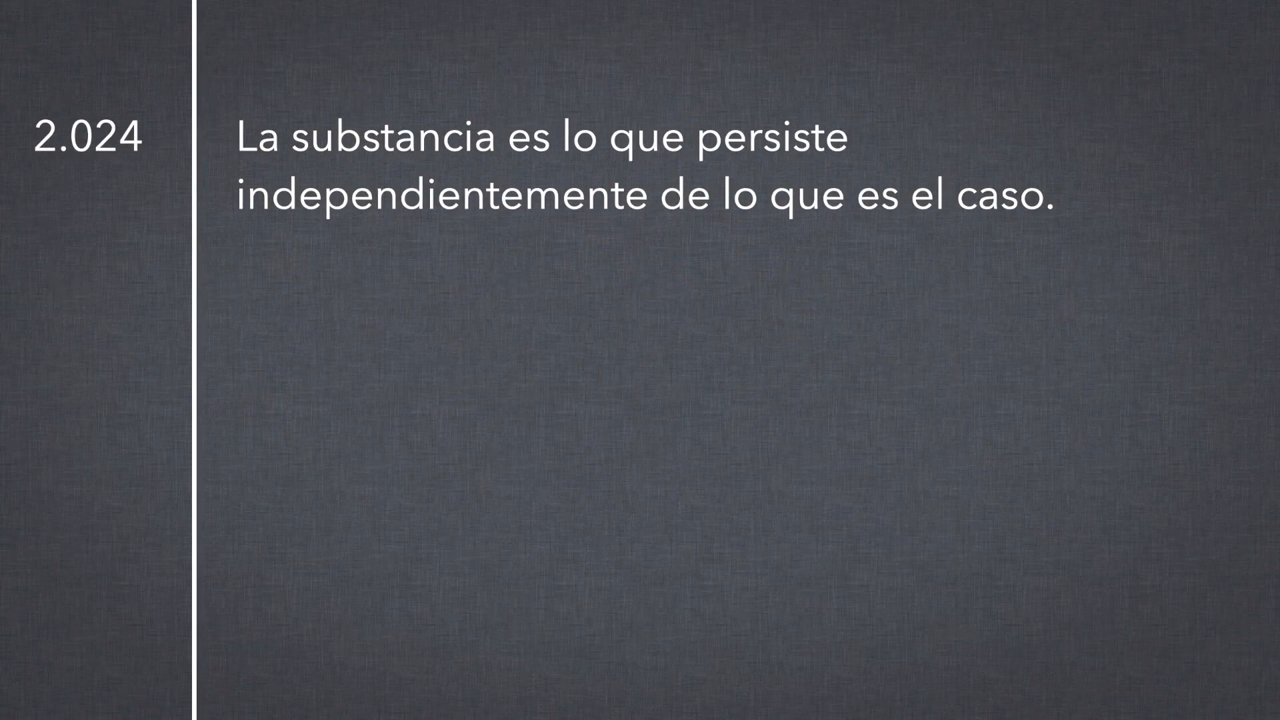 2.024
La substancia es lo que persiste
independientemente de lo que es el caso.